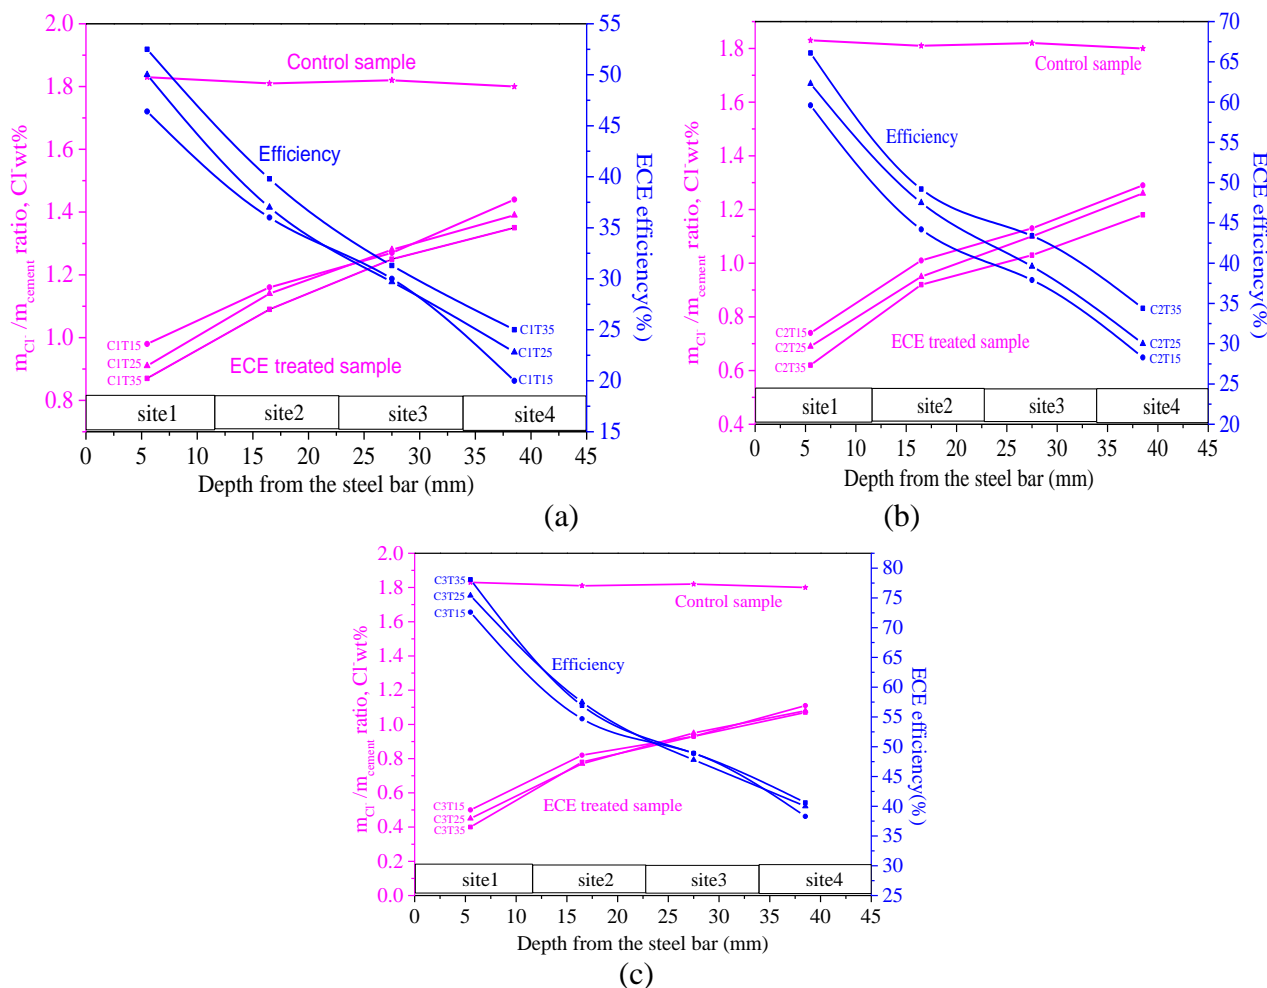 2.0
1.8
1.6
1.4
1.2
1.0
0.8
m Cl⁻ /m cement ratio, Cl⁻wt%
Control sample
Efficiency
ECE treated sample
C1T15
C1T25
C1T35
C1T35
C1T25
C1T15
site1 site2 site3 site4
0 5 10 15 20 25 30 35 40 45
Depth from the steel bar (mm)
55
50
45
40
35
30
25
20
15
ECE efficiency(%)
(a)
1.8
1.6
1.4
1.2
1.0
0.8
0.6
0.4
m Cl⁻ /m cement ratio, Cl⁻wt%
Control sample
Efficiency
ECE treated sample
C2T15
C2T25
C2T35
C2T35
C2T25
C2T15
site1 site2 site3 site4
0 5 10 15 20 25 30 35 40 45
Depth from the steel bar (mm)
70
65
60
55
50
45
40
35
30
25
20
ECE efficiency(%)
(b)
2.0
1.8
1.6
1.4
1.2
1.0
0.8
0.6
0.4
0.2
0.0
m Cl⁻ /m cement ratio, Cl⁻wt%
C3T35
C3T25
C3T15
Control sample
Efficiency
ECE treated sample
C3T15
C3T25
C3T35
site1 site2 site3 site4
0 5 10 15 20 25 30 35 40 45
Depth from the steel bar (mm)
80
75
70
65
60
55
50
45
40
35
30
25
ECE efficiency(%)
(c)